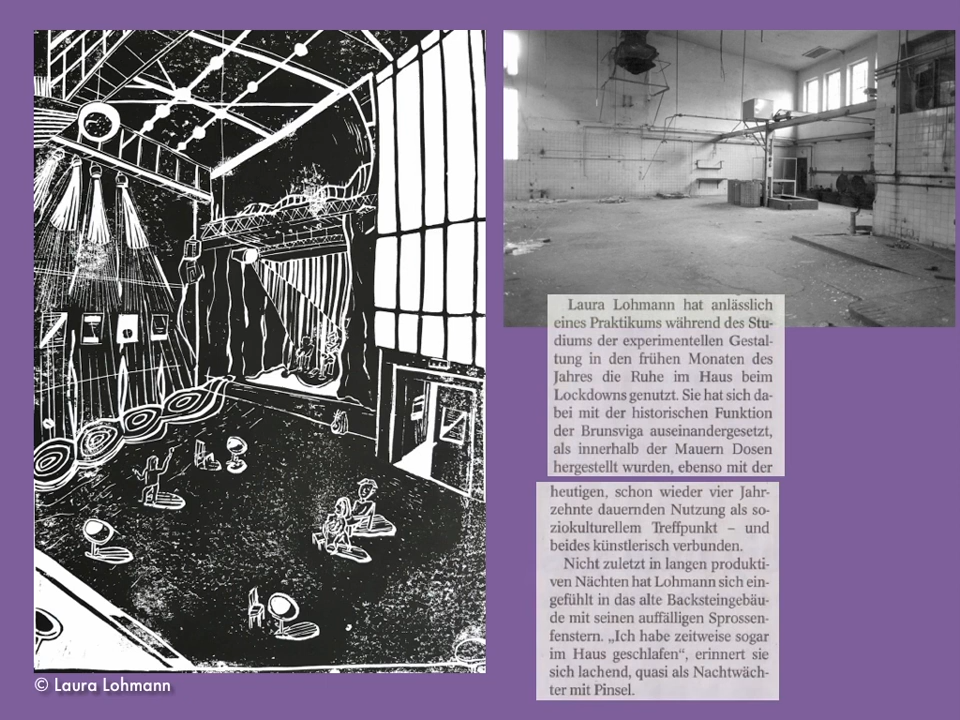 Laura Lohmann hat anlässlich
eines Praktikums während des Stu-
diums der experimentellen Gestal-
tung in den frühen Monaten des
Jahres die Ruhe im Haus beim
Lockdowns genutzt. Sie hat sich da-
bei mit der historischen Funktion
der Brunsviga auseinandergesetzt,
als innerhalb der Mauern Dosen
hergestellt wurden, ebenso mit der
heutigen, schon wieder vier Jahr-
zehnte dauernden Nutzung als so-
ziokulturellem Treffpunkt – und
beides künstlerisch verbunden.
Nicht zuletzt in langen produkti-
ven Nächten hat Lohmann sich ein-
gefühlt in das alte Backsteingebäu-
de mit seinen auffälligen Sprossen-
fenstern. „Ich habe zeitweise sogar
im Haus geschlafen“, erinnert sie
sich lachend, quasi als Nachtwäch-
ter mit Pinsel.
© Laura Lohmann